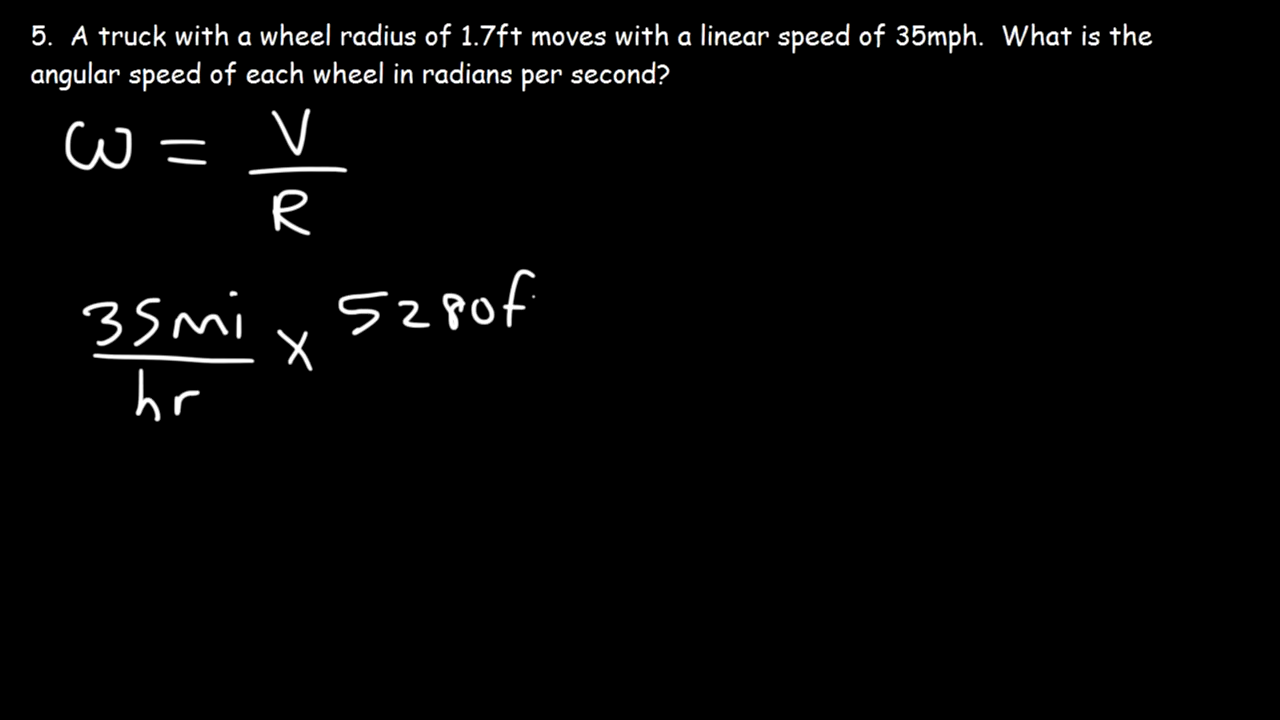 5. A truck with a wheel radius of 1.7ft moves with a linear speed of 35mph. What is the
angular speed of each wheel in radians per second?
ω = V
R
35mi × 5280f
hr